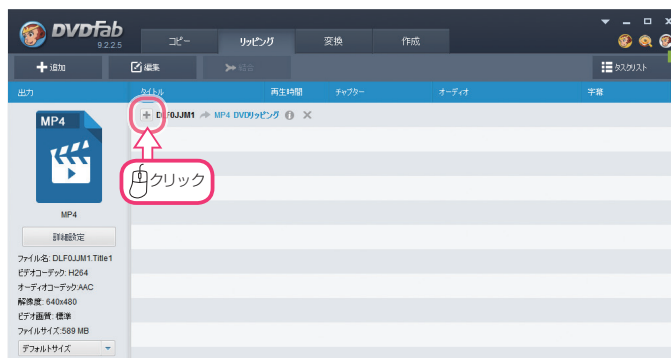 DVDFab
9.2.2.5
コピー リッピング 変換 作成
追加 編集 結合 タスクリスト
出力 タイトル 再生時間 チャプター オーディオ 字幕
MP4
DLF0JJM1 MP4 DVDリッピング
クリック
MP4
詳細設定
ファイル名: DLF0JJM1.Title1
ビデオコーデック: H264
オーディオコーデック:AAC
解像度: 640x480
ビデオ画質: 標準
ファイルサイズ:589 MB
デフォルトサイズ